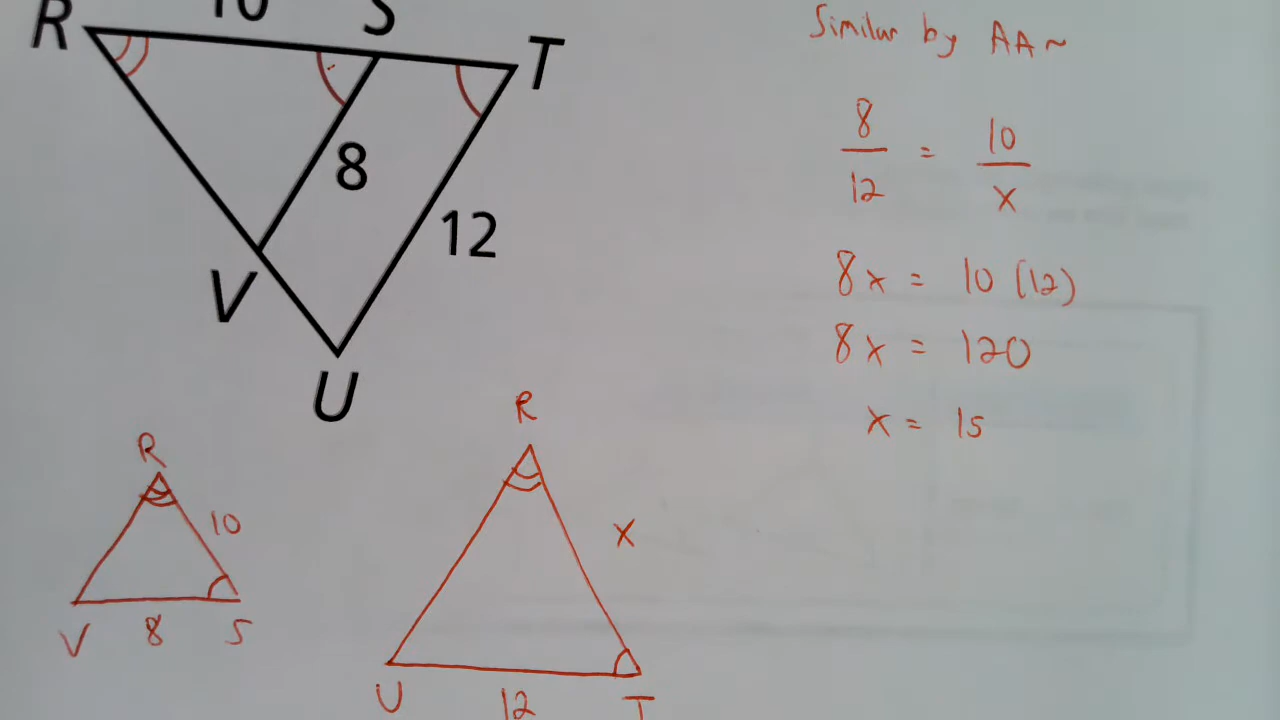 R
10
S
T
8
12
V
U
Similar by AA~
8/12 = 10/x
8x = 10(12)
8x = 120
x = 15
R
10
V
8
S
R
x
U
12
T